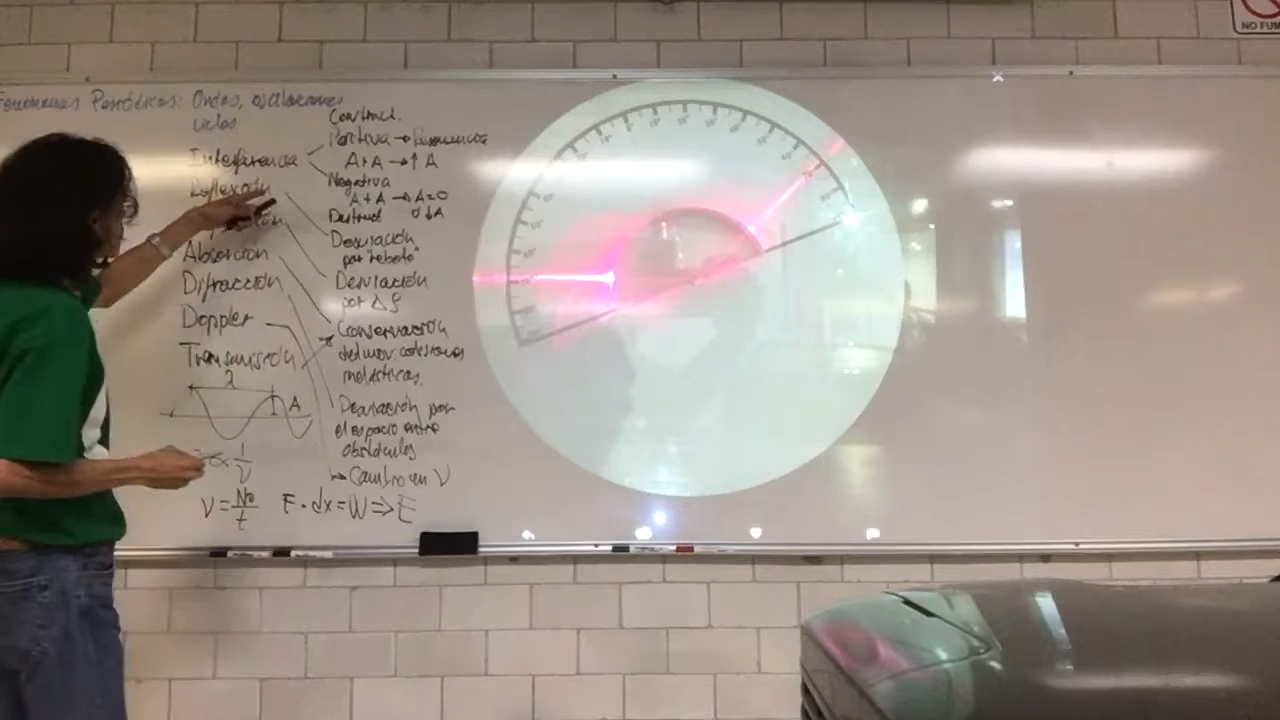 Fenómenos Periódicos: Ondas, oscilaciones
ciclos
Interferencia
Construct.
Positiva → Resonancia
A + A → ↑ A
Negativa
A + A → A=0
ó ↓A
Destruct
Reflexión
Desviación
por "rebote"
Absorción
Desviación
por Δρ
Difracción
Doppler
Transmisión
Conservación
del mov. colisiones
inelásticas.
λ
A
Desviación por
el espacio entre
obstáculos
Cambio en ν
∝ 1/ν
ν = No/t
F · dx = W ⇒ E
NO FUM